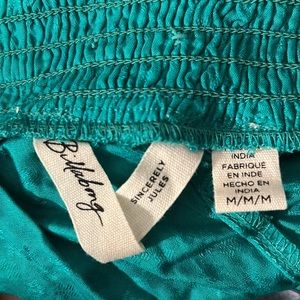 Billabong
SINCERELY
JULES
INDIA
FABRIQUÉ
EN INDE
HECHO EN
INDIA
M/M/M